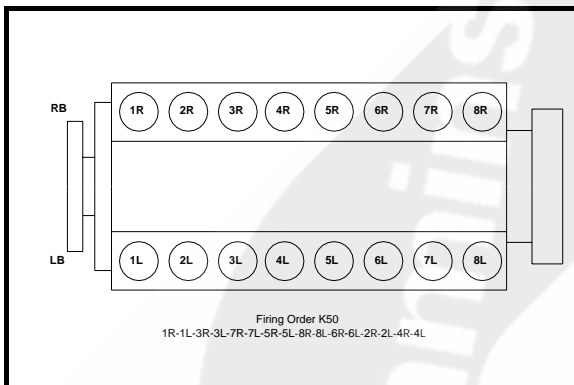 RB
1R 2R 3R 4R 5R 6R 7R 8R
LB
1L 2L 3L 4L 5L 6L 7L 8L
Firing Order K50
1R-1L-3R-3L-7R-7L-5R-5L-8R-8L-6R-6L-2R-2L-4R-4L